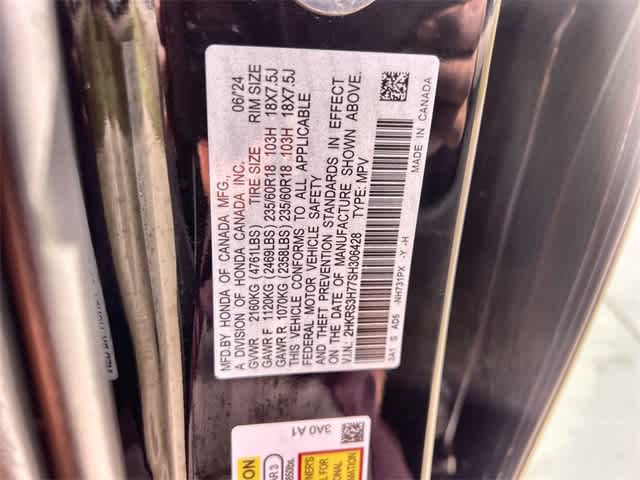 MFD.BY HONDA OF CANADA MFG., 06/24
A DIVISION OF HONDA CANADA INC.
TIRE SIZE RIM SIZE
GVWR 2160KG (4761LBS)
GAWR F 1120KG (2469LBS) 235/60R18 103H 18X7.5J
GAWR R 1070KG (2358LBS) 235/60R18 103H 18X7.5J
THIS VEHICLE CONFORMS TO ALL APPLICABLE
FEDERAL MOTOR VEHICLE SAFETY
AND THEFT PREVENTION STANDARDS IN EFFECT
ON THE DATE OF MANUFACTURE SHOWN ABOVE.
V.I.N.: 2HKRS3H77SH306428 TYPE: MPV
3A1 S AD5 -NH731PX -Y -H
MADE IN CANADA
3A0 A1